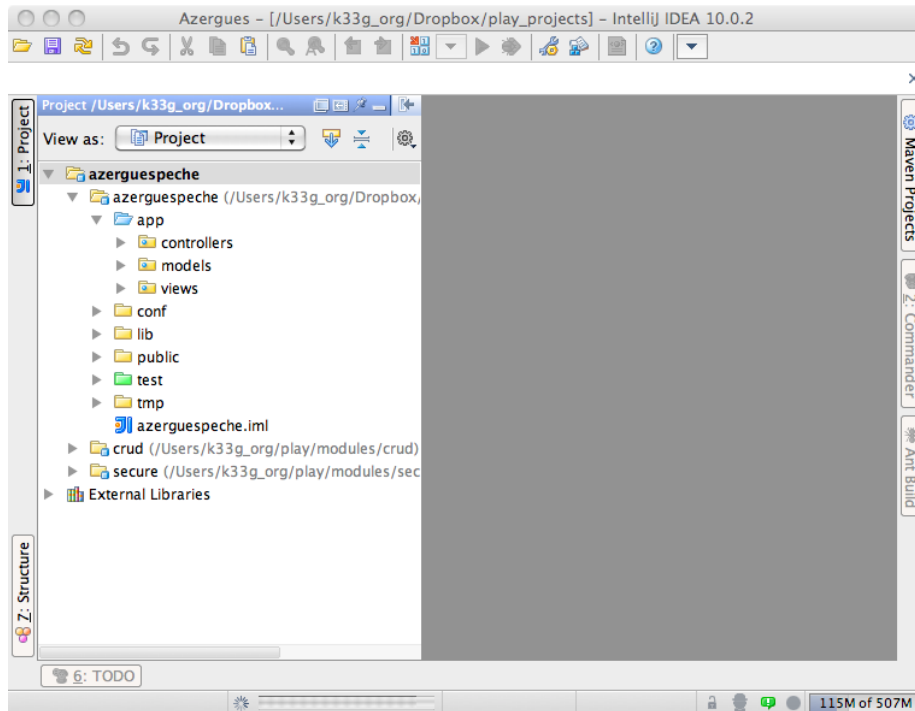 Azergues – [/Users/k33g_org/Dropbox/play_projects] – IntelliJ IDEA 10.0.2
1: Project
Project /Users/k33g_org/Dropbox...
View as: Project
azerguespeche
azerguespeche (/Users/k33g_org/Dropbox/
app
controllers
models
views
conf
lib
public
test
tmp
azerguespeche.iml
crud (/Users/k33g_org/play/modules/crud)
secure (/Users/k33g_org/play/modules/sec
External Libraries
Z: Structure
Maven Projects
2: Commander
Ant Build
6: TODO
115M of 507M